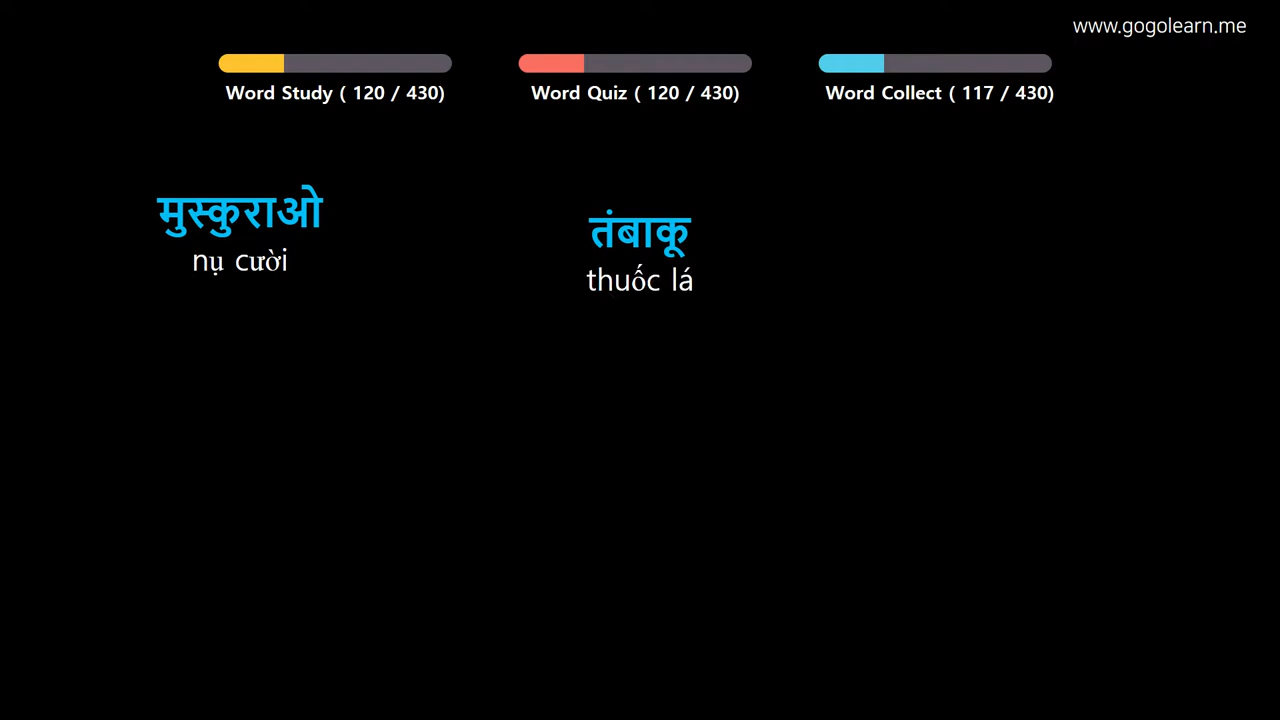 www.gogolearn.me
Word Study ( 120 / 430)
Word Quiz ( 120 / 430)
Word Collect ( 117 / 430)
मुस्कुराओ
nụ cười
तंबाकू
thuốc lá